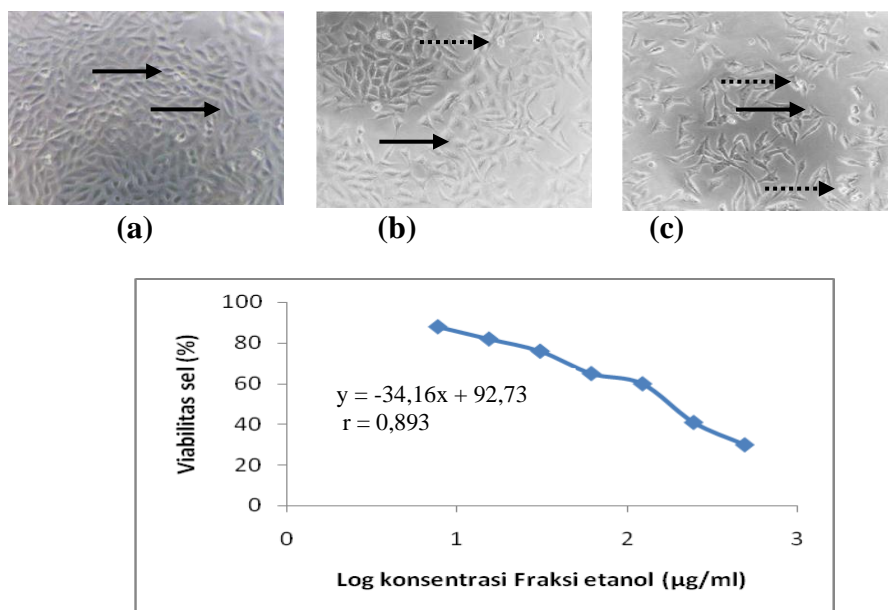 (a) (b) (c)
100
80
60
40
20
0
Viabilitas sel (%)
y = -34,16x + 92,73
r = 0,893
0 1 2 3
Log konsentrasi Fraksi etanol (µg/ml)